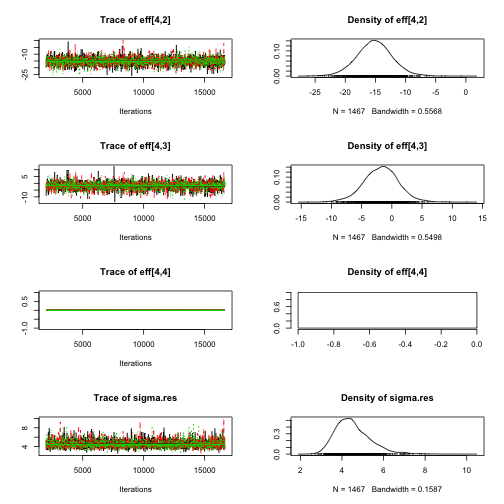 Trace of eff[4,2]
-10
-25
5000 10000 15000
Iterations
Density of eff[4,2]
0.10
0.00
-25 -20 -15 -10 -5 0
N = 1467 Bandwidth = 0.5568
Trace of eff[4,3]
5
-10
5000 10000 15000
Iterations
Density of eff[4,3]
0.10
0.00
-15 -10 -5 0 5 10 15
N = 1467 Bandwidth = 0.5498
Trace of eff[4,4]
0.5
-1.0
5000 10000 15000
Iterations
Density of eff[4,4]
0.6
0.0
-1.0 -0.8 -0.6 -0.4 -0.2 0.0
Trace of sigma.res
8
4
5000 10000 15000
Iterations
Density of sigma.res
0.3
0.0
2 4 6 8 10
N = 1467 Bandwidth = 0.1587